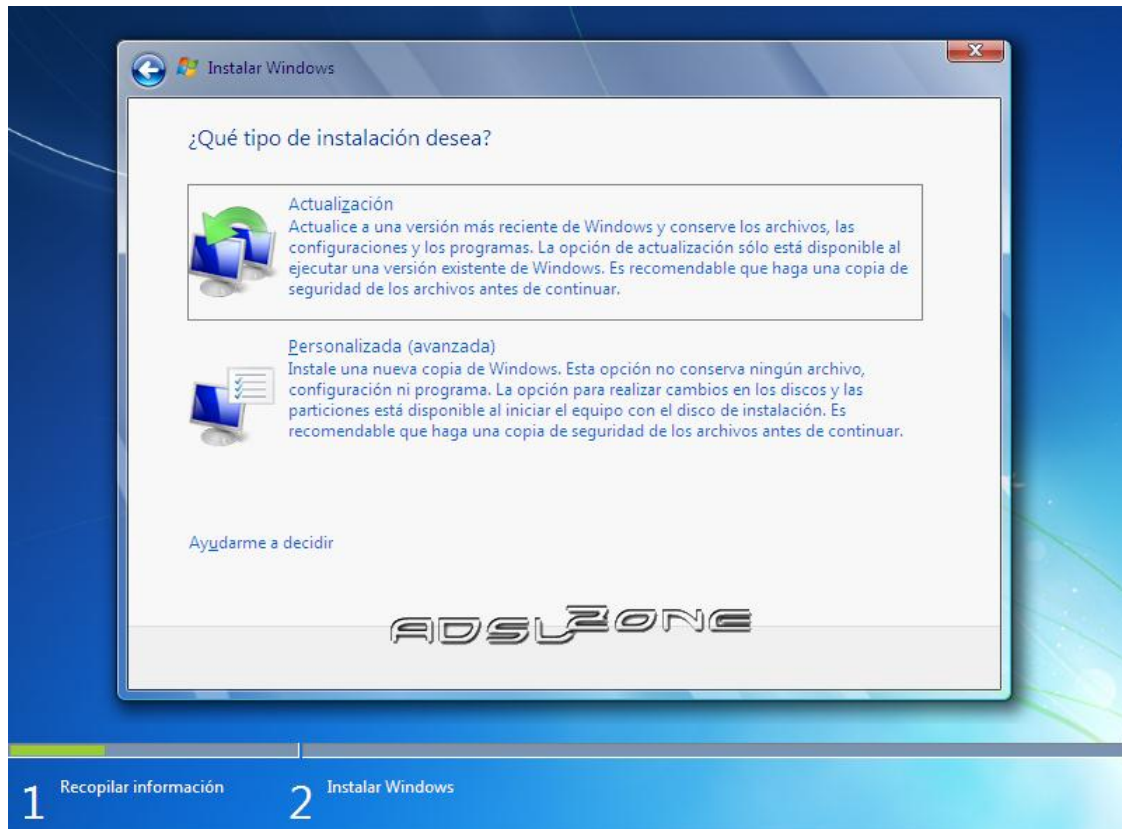 Instalar Windows
¿Qué tipo de instalación desea?
Actualización
Actualice a una versión más reciente de Windows y conserve los archivos, las
configuraciones y los programas. La opción de actualización sólo está disponible al
ejecutar una versión existente de Windows. Es recomendable que haga una copia de
seguridad de los archivos antes de continuar.
Personalizada (avanzada)
Instale una nueva copia de Windows. Esta opción no conserva ningún archivo,
configuración ni programa. La opción para realizar cambios en los discos y las
particiones está disponible al iniciar el equipo con el disco de instalación. Es
recomendable que haga una copia de seguridad de los archivos antes de continuar.
Ayudarme a decidir
ADSLZONE
1 Recopilar información 2 Instalar Windows